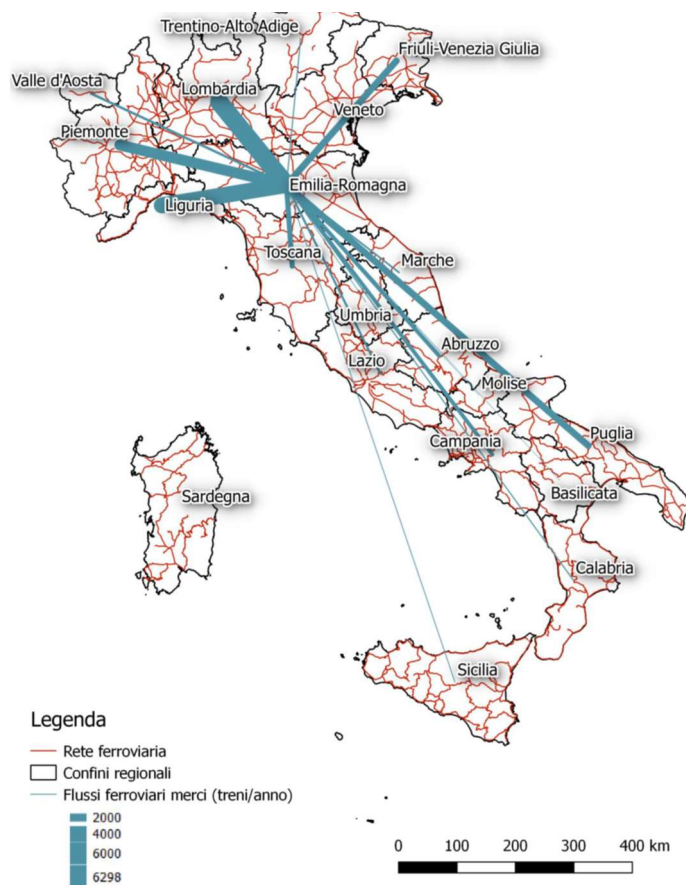 Trentino-Alto Adige
Friuli-Venezia Giulia
Valle d'Aosta
Lombardia
Veneto
Piemonte
Emilia-Romagna
Liguria
Toscana
Marche
Umbria
Abruzzo
Lazio
Molise
Campania
Puglia
Basilicata
Sardegna
Calabria
Sicilia
Legenda
Rete ferroviaria
Confini regionali
Flussi ferroviari merci (treni/anno)
2000
4000
6000
6298
0 100 200 300 400 km